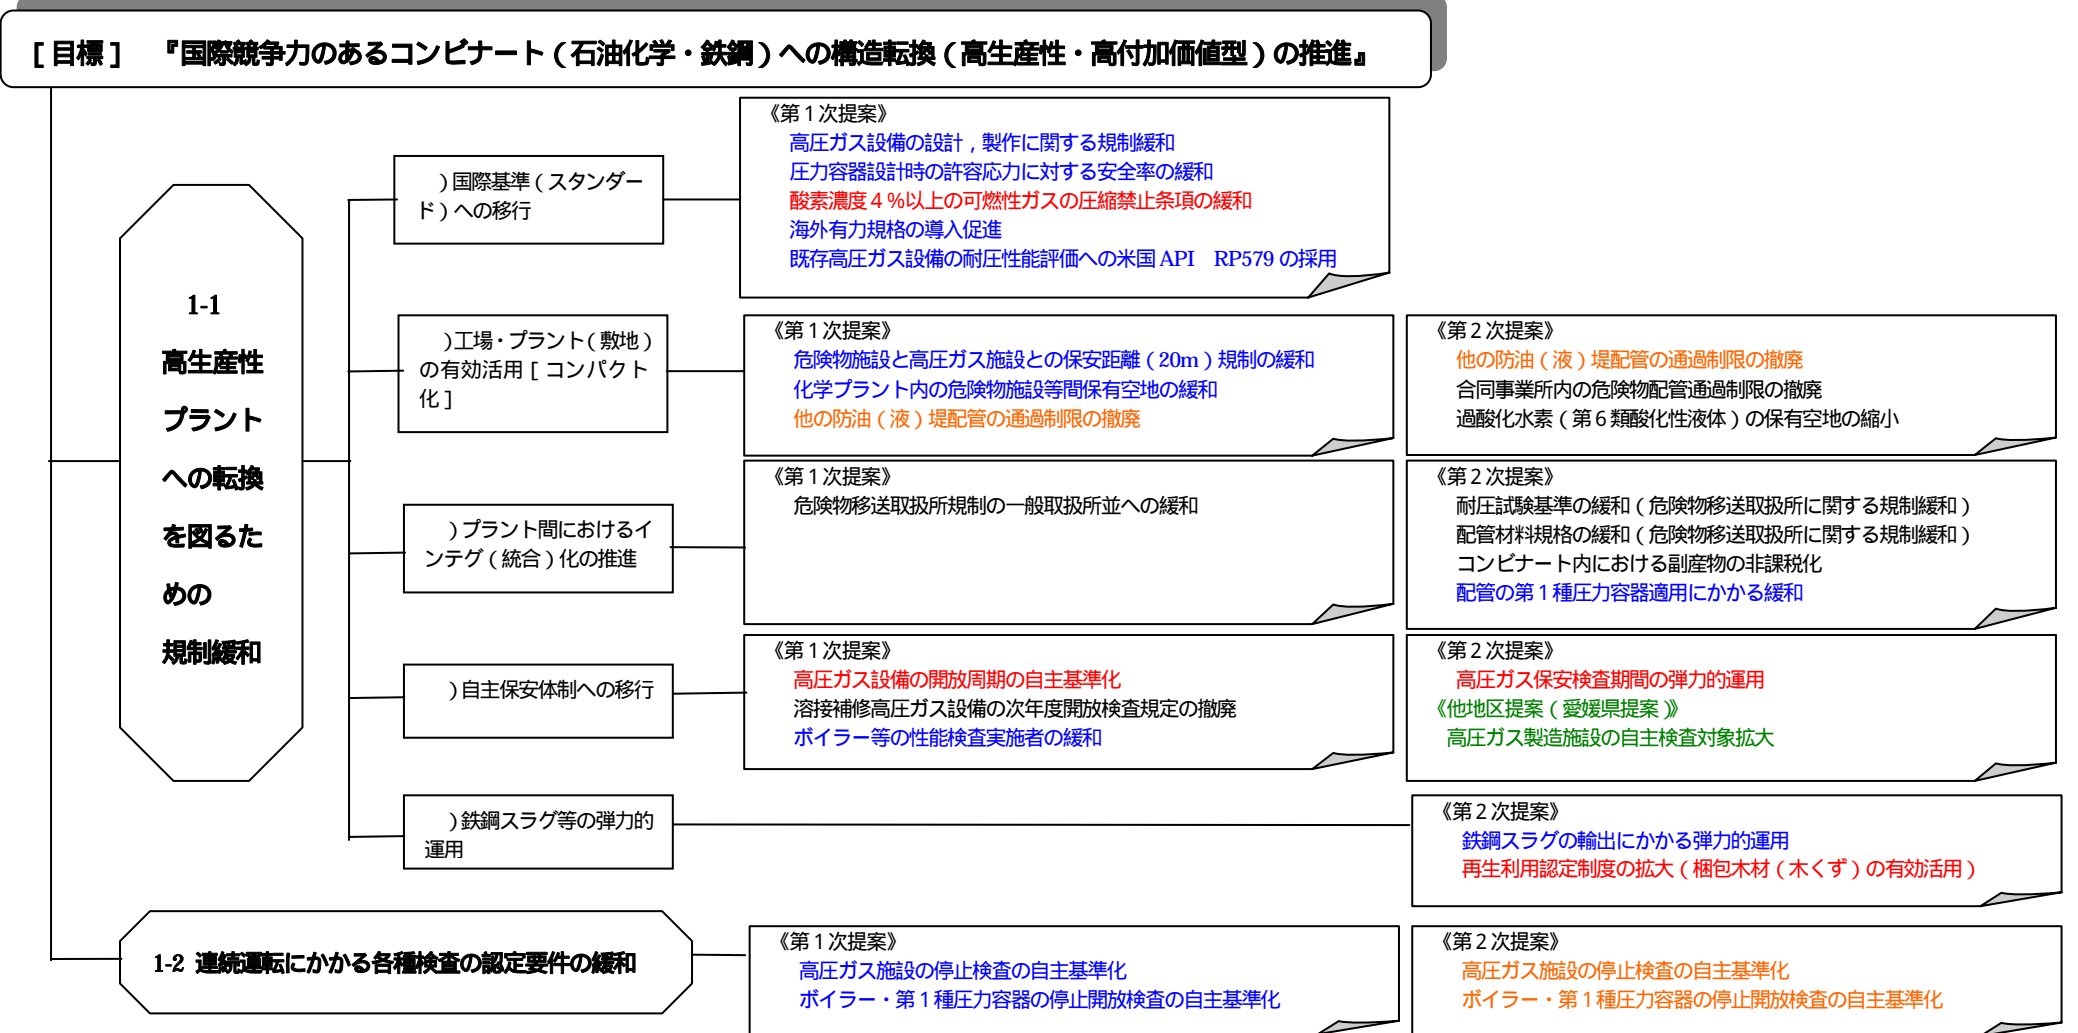 [目標]　『国際競争力のあるコンビナート(石油化学・鉄鋼)への構造転換(高生産性・高付加価値型)の推進』
1-1
高生産性
プラント
への転換
を図るた
めの
規制緩和
)国際基準(スタンダー
ド)への移行
《第1次提案》
高圧ガス設備の設計,製作に関する規制緩和
圧力容器設計時の許容応力に対する安全率の緩和
酸素濃度4%以上の可燃性ガスの圧縮禁止条項の緩和
海外有力規格の導入促進
既存高圧ガス設備の耐圧性能評価への米国API　RP579の採用
)工場・プラント(敷地)
の有効活用[コンパクト
化]
《第1次提案》
危険物施設と高圧ガス施設との保安距離(20m)規制の緩和
化学プラント内の危険物施設等間保有空地の緩和
他の防油(液)堤配管の通過制限の撤廃
《第2次提案》
他の防油(液)堤配管の通過制限の撤廃
合同事業所内の危険物配管通過制限の撤廃
過酸化水素(第6類酸化性液体)の保有空地の縮小
)プラント間におけるイ
ンテグ(統合)化の推進
《第1次提案》
危険物移送取扱所規制の一般取扱所並への緩和
《第2次提案》
耐圧試験基準の緩和(危険物移送取扱所に関する規制緩和)
配管材料規格の緩和(危険物移送取扱所に関する規制緩和)
コンビナート内における副産物の非課税化
配管の第1種圧力容器適用にかかる緩和
)自主保安体制への移行
《第1次提案》
高圧ガス設備の開放周期の自主基準化
溶接補修高圧ガス設備の次年度開放検査規定の撤廃
ボイラー等の性能検査実施者の緩和
《第2次提案》
高圧ガス保安検査期間の弾力的運用
《他地区提案(愛媛県提案)》
高圧ガス製造施設の自主検査対象拡大
)鉄鋼スラグ等の弾力的
運用
《第2次提案》
鉄鋼スラグの輸出にかかる弾力的運用
再生利用認定制度の拡大(梱包木材(木くず)の有効活用)
1-2 連続運転にかかる各種検査の認定要件の緩和
《第1次提案》
高圧ガス施設の停止検査の自主基準化
ボイラー・第1種圧力容器の停止開放検査の自主基準化
《第2次提案》
高圧ガス施設の停止検査の自主基準化
ボイラー・第1種圧力容器の停止開放検査の自主基準化